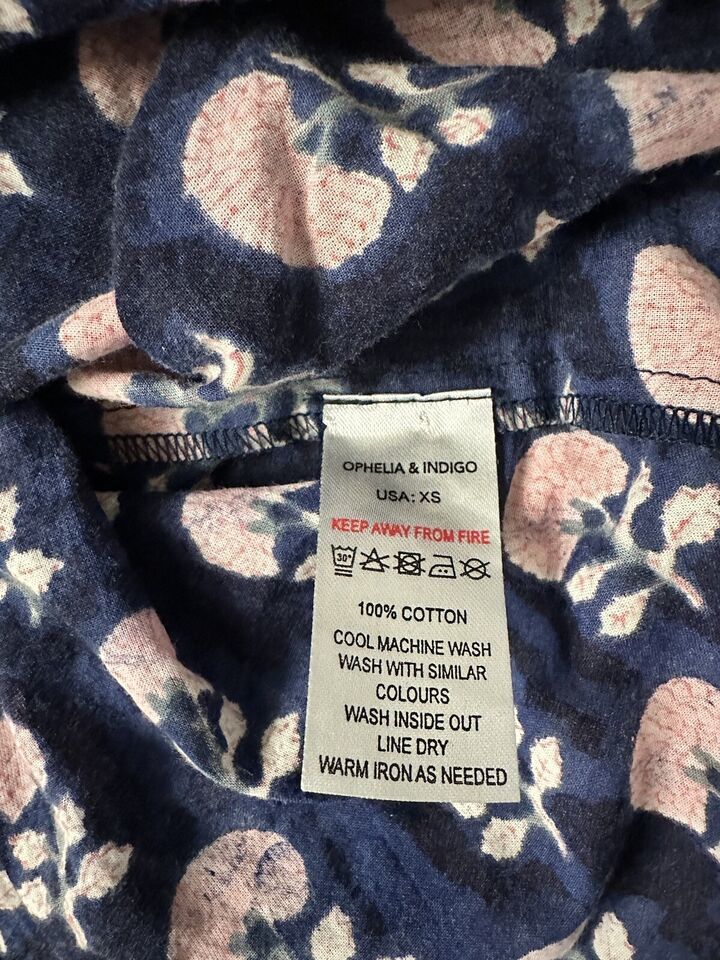 OPHELIA & INDIGO
USA: XS
KEEP AWAY FROM FIRE
30°
100% COTTON
COOL MACHINE WASH
WASH WITH SIMILAR
COLOURS
WASH INSIDE OUT
LINE DRY
WARM IRON AS NEEDED